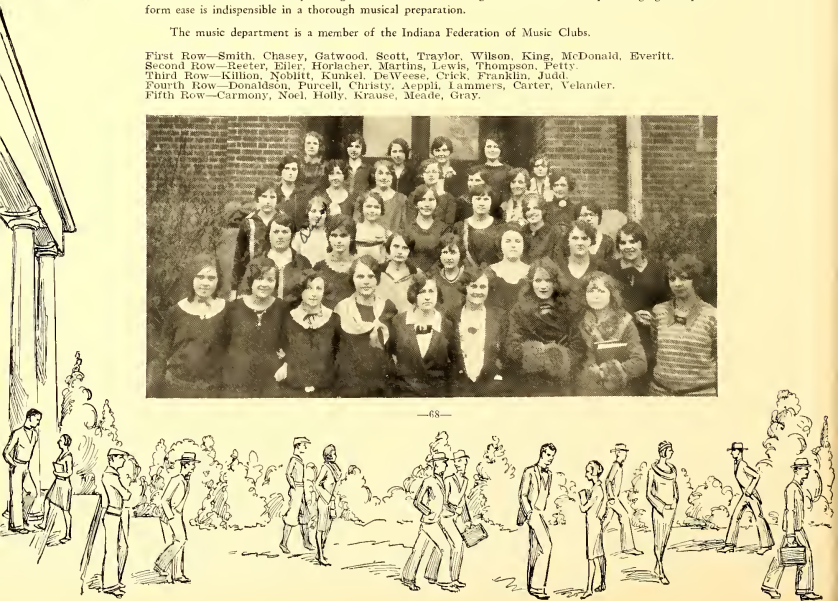 form ease is indispensible in a thorough musical preparation.
The music department is a member of the Indiana Federation of Music Clubs.
First Row—Smith, Chasey, Gatwood, Scott, Traylor, Wilson, King, McDonald, Everitt.
Second Row—Reeter, Eiler, Horlacher, Martins, Lewis, Thompson, Petty.
Third Row—Killion, Noblitt, Kunkel, DeWeese, Crick, Franklin, Judd.
Fourth Row—Donaldson, Purcell, Christy, Aeppli, Lammers, Carter, Velander.
Fifth Row—Carmony, Noel, Holly, Krause, Meade, Gray.
—68—